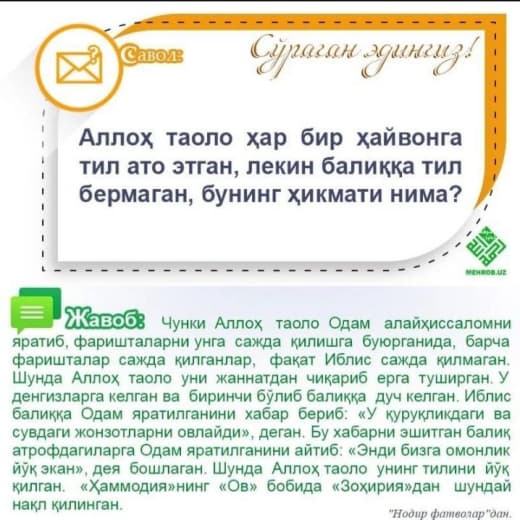 Савол:
Сўраган эдингиз!
Аллоҳ таоло ҳар бир ҳайвонга
тил ато этган, лекин балиққа тил
бермаган, бунинг ҳикмати нима?
MEHROB.UZ
Жавоб: Чунки Аллоҳ таоло Одам алайҳиссаломни
яратиб, фаришталарни унга сажда қилишга буюрганида, барча
фаришталар сажда қилганлар, фақат Иблис сажда қилмаган.
Шунда Аллоҳ таоло уни жаннатдан чиқариб ерга туширган. У
денгизларга келган ва биринчи бўлиб балиққа дуч келган. Иблис
балиққа Одам яратилганини хабар бериб: «У қуруқликдаги ва
сувдаги жонзотларни овлайди», деган. Бу хабарни эшитган балиқ
атрофдагиларга Одам яратилганини айтиб: «Энди бизга омонлик
йўқ экан», дея бошлаган. Шунда Аллоҳ таоло унинг тилини йўқ
қилган. «Ҳаммодия»нинг «Ов» бобида «Зоҳирия»дан шундай
нақл қилинган.
"Нодир фатволар"дан.